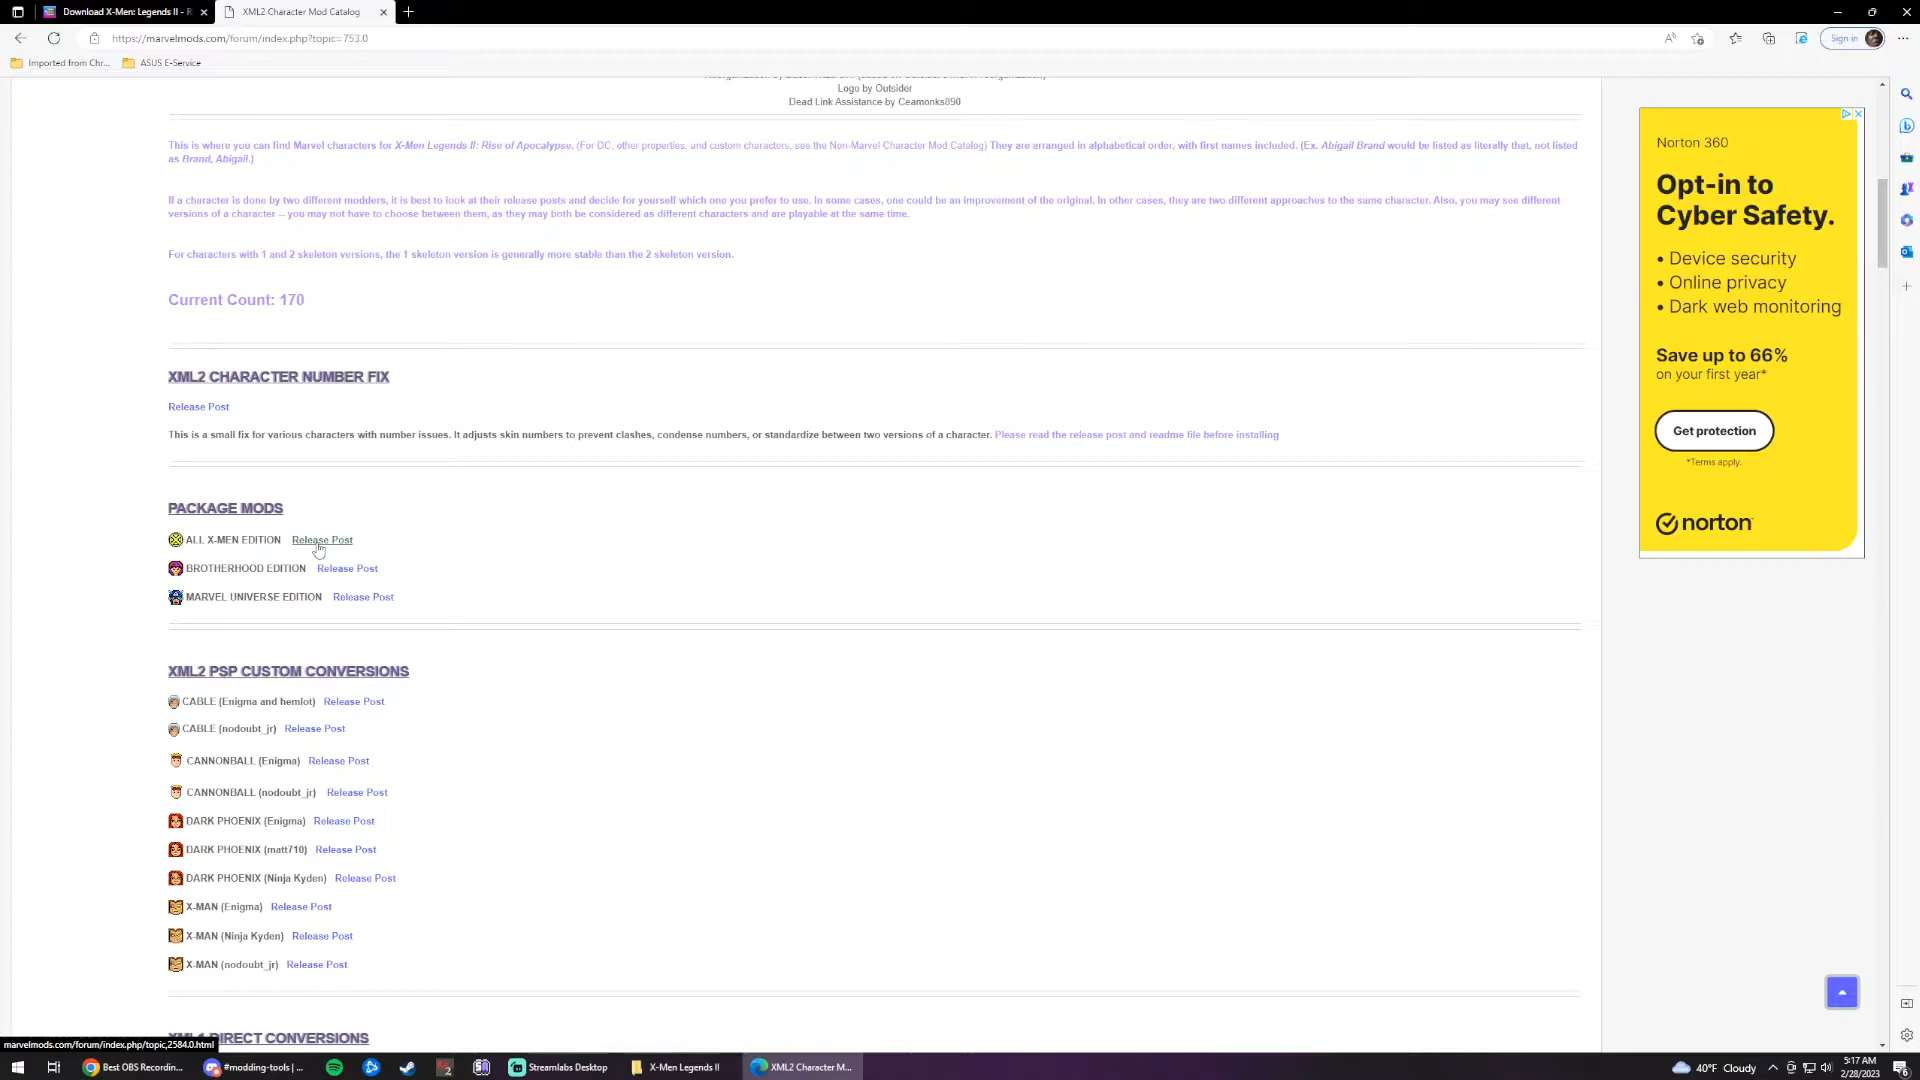 Download X-Men: Legends II - R
XML2 Character Mod Catalog
https://marvelmods.com/forum/index.php?topic=753.0
Sign in
Imported from Chr...
ASUS E-Service
Logo by Outsider
Dead Link Assistance by Ceamonks890
This is where you can find Marvel characters for X-Men Legends II: Rise of Apocalypse. (For DC, other properties, and custom characters, see the Non-Marvel Character Mod Catalog) They are arranged in alphabetical order, with first names included. (Ex. Abigail Brand would be listed as literally that, not listed
as Brand, Abigail.)
If a character is done by two different modders, it is best to look at their release posts and decide for yourself which one you prefer to use. In some cases, one could be an improvement of the original. In other cases, they are two different approaches to the same character. Also, you may see different
versions of a character -- you may not have to choose between them, as they may both be considered as different characters and are playable at the same time.
For characters with 1 and 2 skeleton versions, the 1 skeleton version is generally more stable than the 2 skeleton version.
Current Count: 170
XML2 CHARACTER NUMBER FIX
Release Post
This is a small fix for various characters with number issues. It adjusts skin numbers to prevent clashes, condense numbers, or standardize between two versions of a character. Please read the release post and readme file before installing
PACKAGE MODS
ALL X-MEN EDITION Release Post
BROTHERHOOD EDITION Release Post
MARVEL UNIVERSE EDITION Release Post
XML2 PSP CUSTOM CONVERSIONS
CABLE (Enigma and hemlot) Release Post
CABLE (nodoubt_jr) Release Post
CANNONBALL (Enigma) Release Post
CANNONBALL (nodoubt_jr) Release Post
DARK PHOENIX (Enigma) Release Post
DARK PHOENIX (matt710) Release Post
DARK PHOENIX (Ninja Kyden) Release Post
X-MAN (Enigma) Release Post
X-MAN (Ninja Kyden) Release Post
X-MAN (nodoubt_jr) Release Post
DIRECT CONVERSIONS
Norton 360
Opt-in to
Cyber Safety.
• Device security
• Online privacy
• Dark web monitoring
Save up to 66%
on your first year*
Get protection
*Terms apply.
norton
marvelmods.com/forum/index.php/topic,2584.0.html
Best OBS Recordin...
#modding-tools | ...
Streamlabs Desktop
X-Men Legends II
XML2 Character M...
40°F Cloudy
5:17 AM
2/28/2023
6